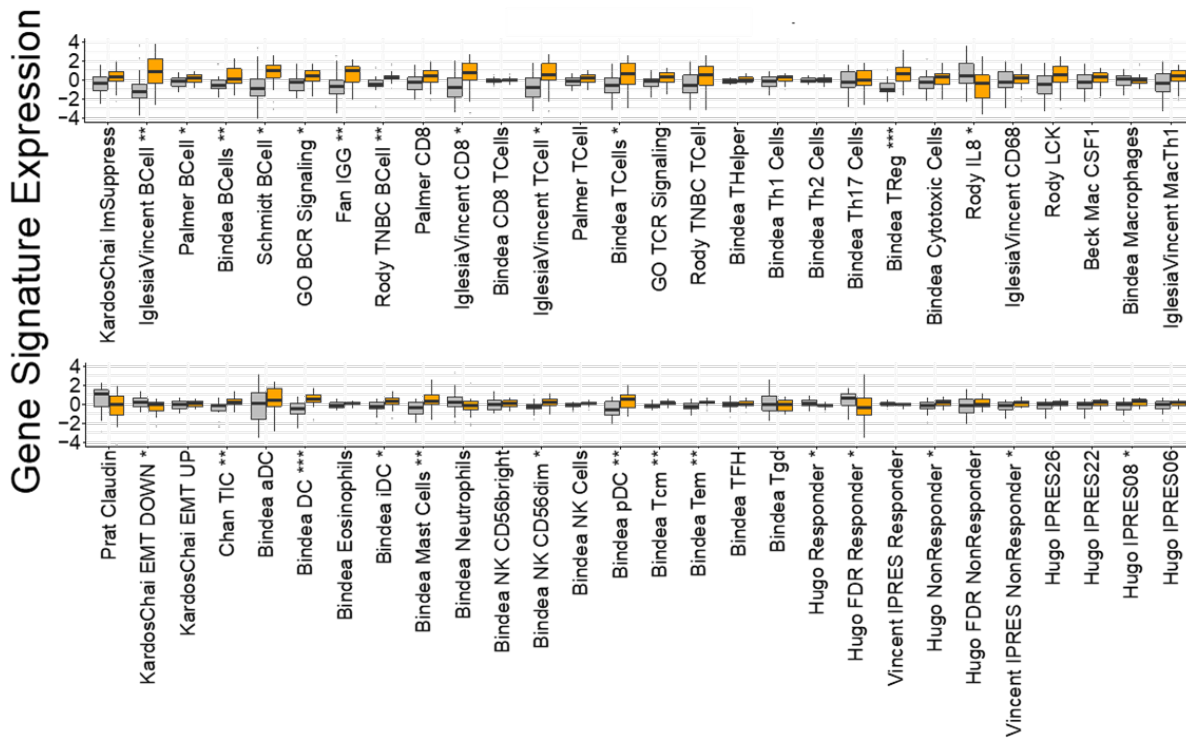 Gene Signature Expression
4
2
0
−2
−4
KardosChai ImSuppress
IglesiaVincent BCell **
Palmer BCell *
Bindea BCells **
Schmidt BCell *
GO BCR Signaling *
Fan IGG **
Rody TNBC BCell **
Palmer CD8
IglesiaVincent CD8 *
Bindea CD8 TCells
IglesiaVincent TCell *
Palmer TCell
Bindea TCells *
GO TCR Signaling
Rody TNBC TCell
Bindea THelper
Bindea Th1 Cells
Bindea Th2 Cells
Bindea Th17 Cells
Bindea TReg ***
Bindea Cytotoxic Cells
Rody IL8 *
IglesiaVincent CD68
Rody LCK
Beck Mac CSF1
Bindea Macrophages
IglesiaVincent MacTh1
4
2
0
−2
−4
Prat Claudin
KardosChai EMT DOWN *
KardosChai EMT UP
Chan TIC **
Bindea aDC
Bindea DC ***
Bindea Eosinophils
Bindea iDC *
Bindea Mast Cells **
Bindea Neutrophils
Bindea NK CD56bright
Bindea NK CD56dim *
Bindea NK Cells
Bindea pDC **
Bindea Tcm **
Bindea Tem **
Bindea TFH
Bindea Tgd
Hugo Responder *
Hugo FDR Responder *
Vincent IPRES Responder
Hugo NonResponder *
Hugo FDR NonResponder
Vincent IPRES NonResponder *
Hugo IPRES26
Hugo IPRES22
Hugo IPRES08 *
Hugo IPRES06